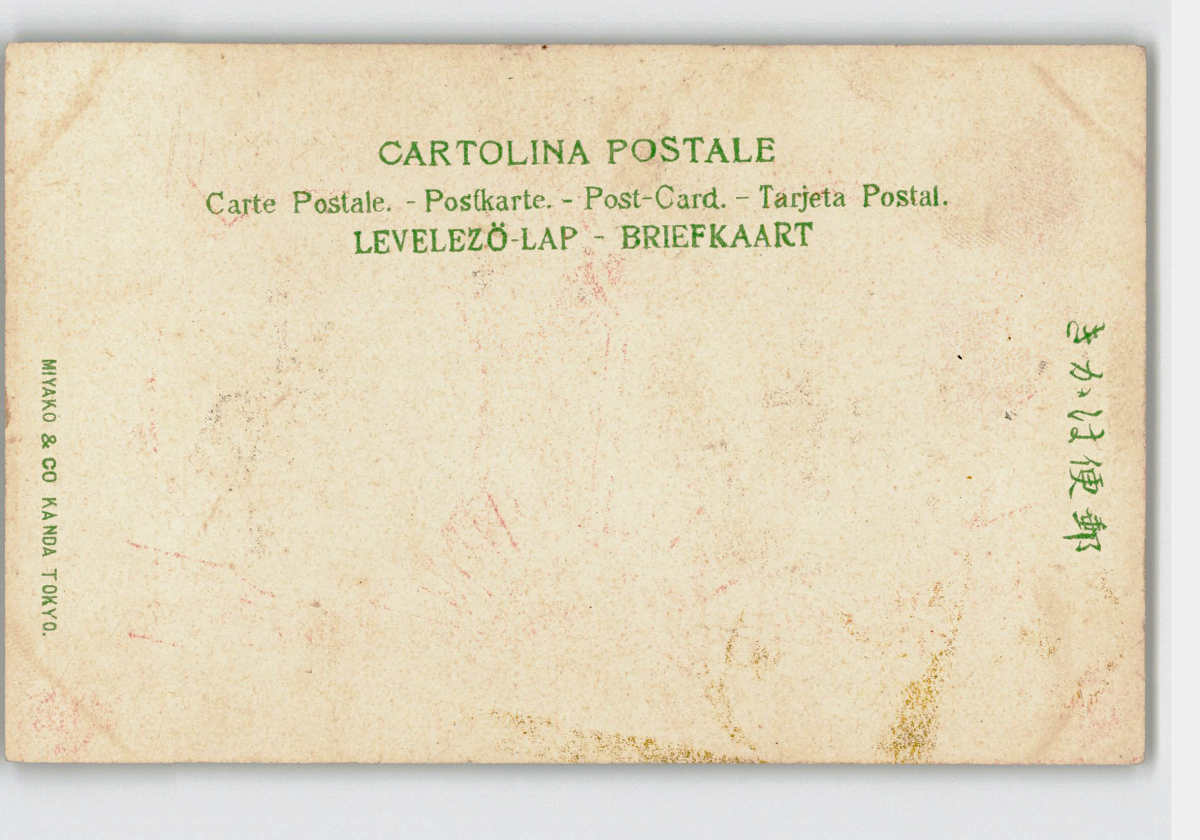 CARTOLINA POSTALE
Carte Postale. - Postkarte. - Post-Card. - Tarjeta Postal.
LEVELEZÖ-LAP - BRIEFKAART
きかは便郵
MIYAKO & CO KANDA TOKYO.